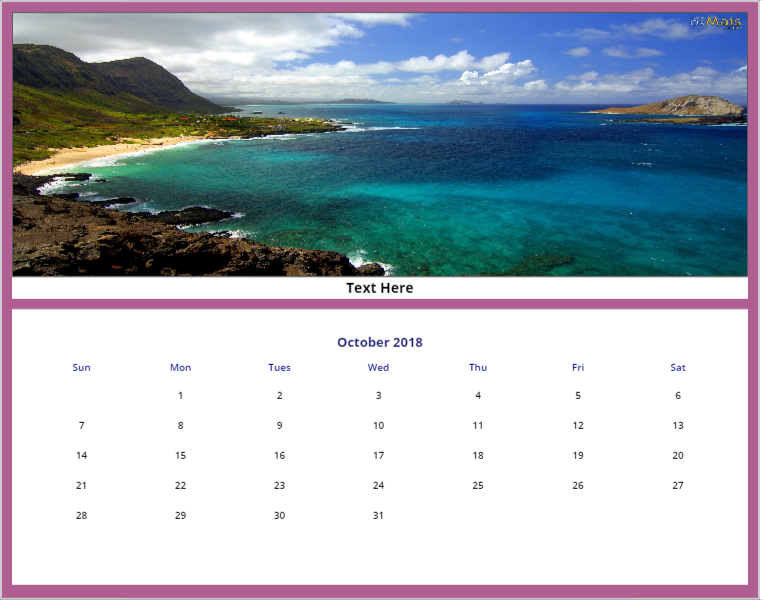 Mais
Text Here
October 2018
Sun Mon Tues Wed Thu Fri Sat
1 2 3 4 5 6
7 8 9 10 11 12 13
14 15 16 17 18 19 20
21 22 23 24 25 26 27
28 29 30 31